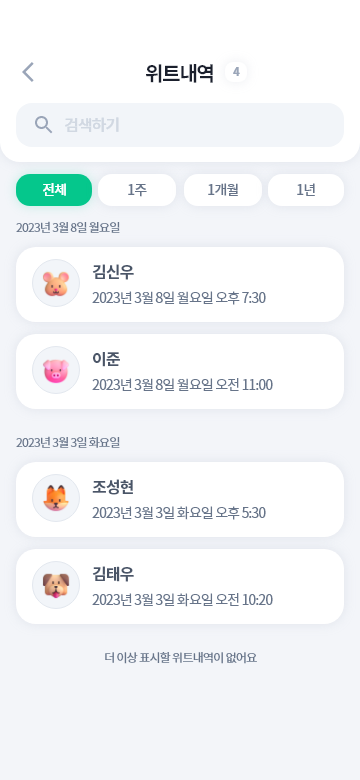 위트내역 4
검색하기
전체 1주 1개월 1년
2023년 3월 8일 월요일
김신우
2023년 3월 8일 월요일 오후 7:30
이준
2023년 3월 8일 월요일 오전 11:00
2023년 3월 3일 화요일
조성현
2023년 3월 3일 화요일 오후 5:30
김태우
2023년 3월 3일 화요일 오전 10:20
더 이상 표시할 위트내역이 없어요